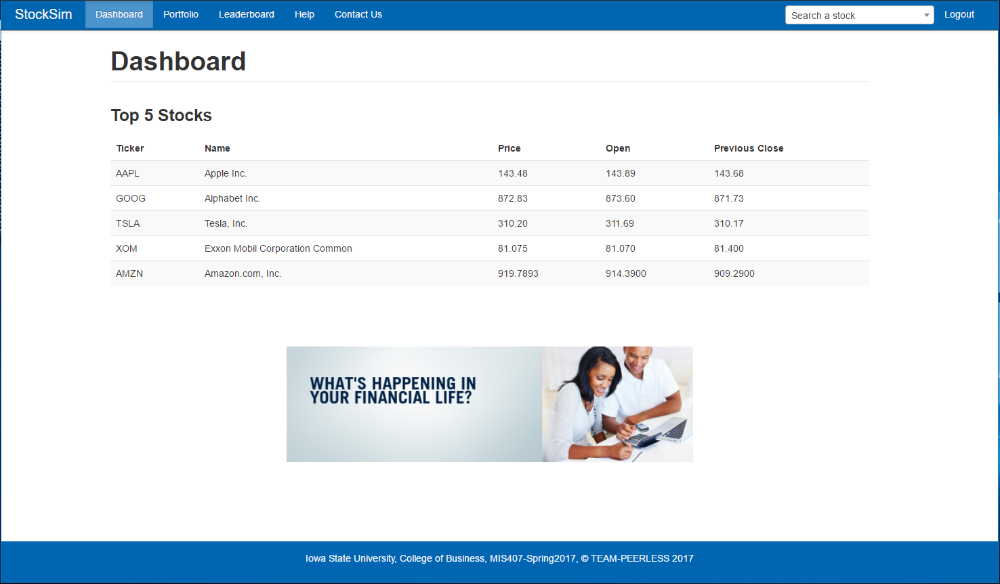 StockSim Dashboard Portfolio Leaderboard Help Contact Us Search a stock Logout
Dashboard
Top 5 Stocks
Ticker Name Price Open Previous Close
AAPL Apple Inc. 143.48 143.89 143.68
GOOG Alphabet Inc. 872.83 873.60 871.73
TSLA Tesla, Inc. 310.20 311.69 310.17
XOM Exxon Mobil Corporation Common 81.075 81.070 81.400
AMZN Amazon.com, Inc. 919.7893 914.3900 909.2900
WHAT'S HAPPENING IN
YOUR FINANCIAL LIFE?
Iowa State University, College of Business, MIS407-Spring2017, © TEAM-PEERLESS 2017